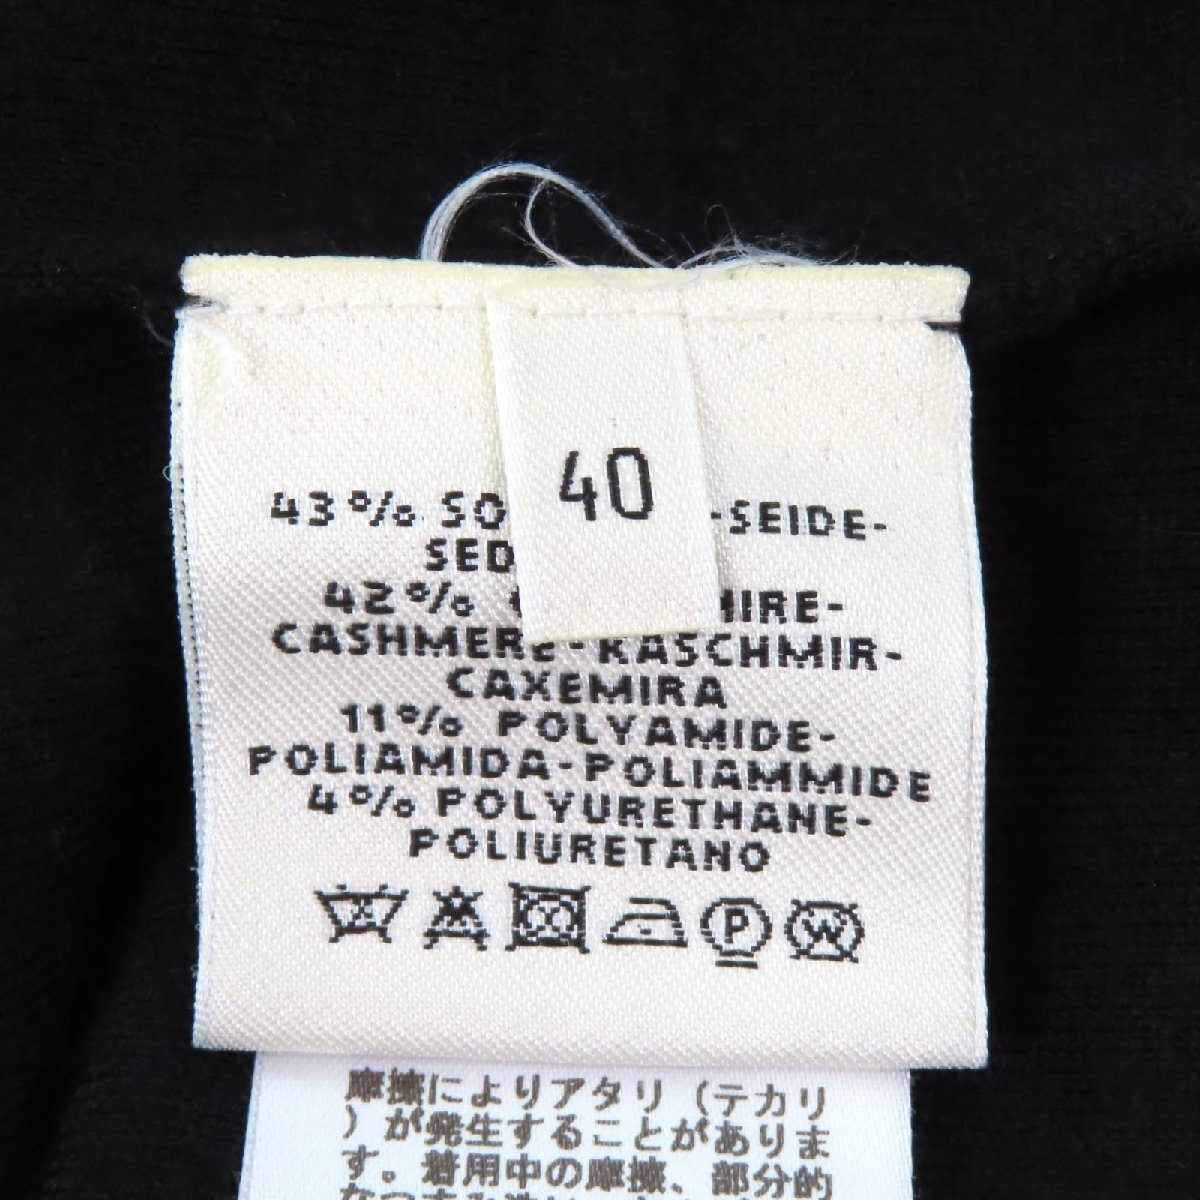 40
43% SO -SEIDE-
SED
42% HIRE-
CASHMERE-KASCHMIR-
CAXEMIRA
11% POLYAMIDE-
POLIAMIDA-POLIAMMIDE
4% POLYURETHANE-
POLIURETANO
P W
摩擦によりアタリ(テカリ
)が発生することがありま
す。着用中の摩擦、部分的